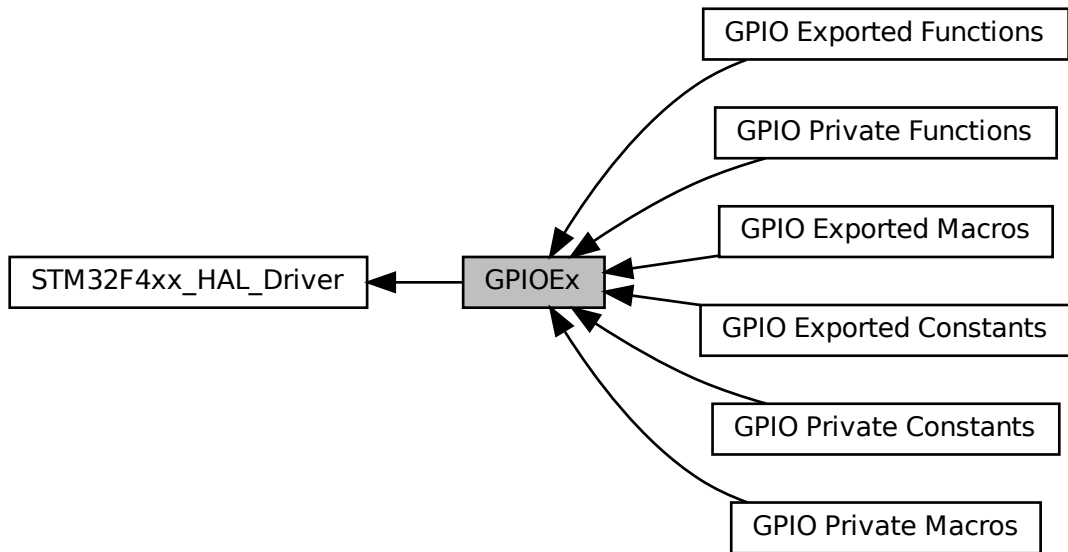 GPIO Exported Functions
GPIO Private Functions
GPIO Exported Macros
STM32F4xx_HAL_Driver
GPIOEx
GPIO Exported Constants
GPIO Private Constants
GPIO Private Macros